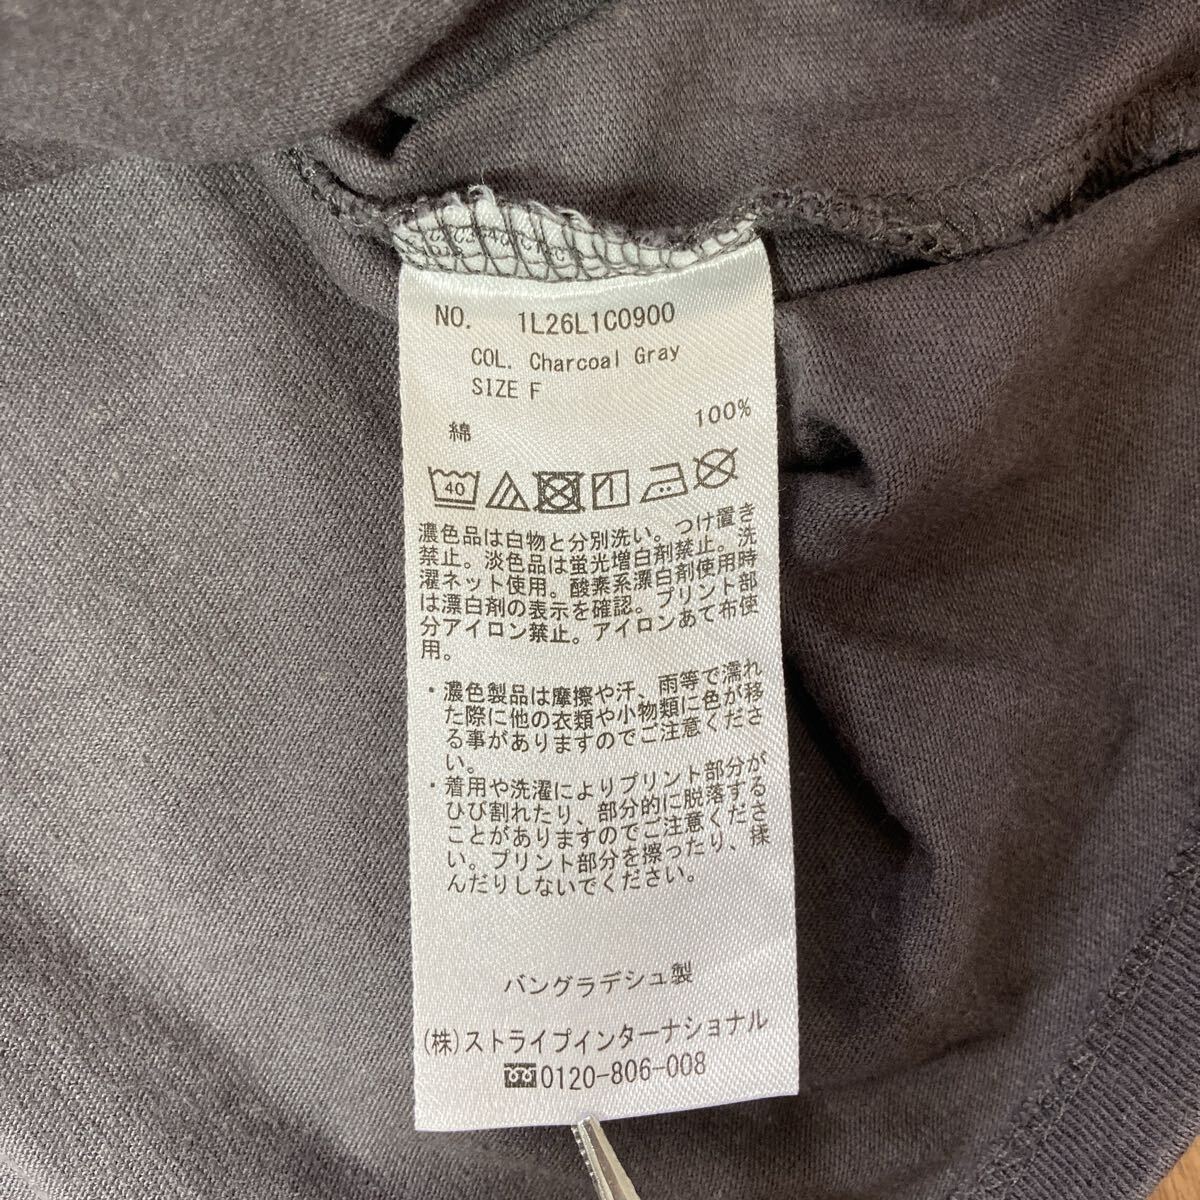 NO. 1L26L1C0900
COL. Charcoal Gray
SIZE F
綿 100%
40
濃色品は白物と分別洗い。つけ置き
禁止。淡色品は蛍光増白剤禁止。洗
濯ネット使用。酸素系漂白剤使用時
は漂白剤の表示を確認。プリント部
分アイロン禁止。アイロンあて布使
用。
・濃色製品は摩擦や汗、雨等で濡れ
た際に他の衣類や小物類に色が移
る事がありますのでご注意くださ
い。
・着用や洗濯によりプリント部分が
ひび割れたり、部分的に脱落する
ことがありますのでご注意くださ
い。プリント部分を擦ったり、揉
んだりしないでください。
バングラデシュ製
(株)ストライプインターナショナル
0120-806-008